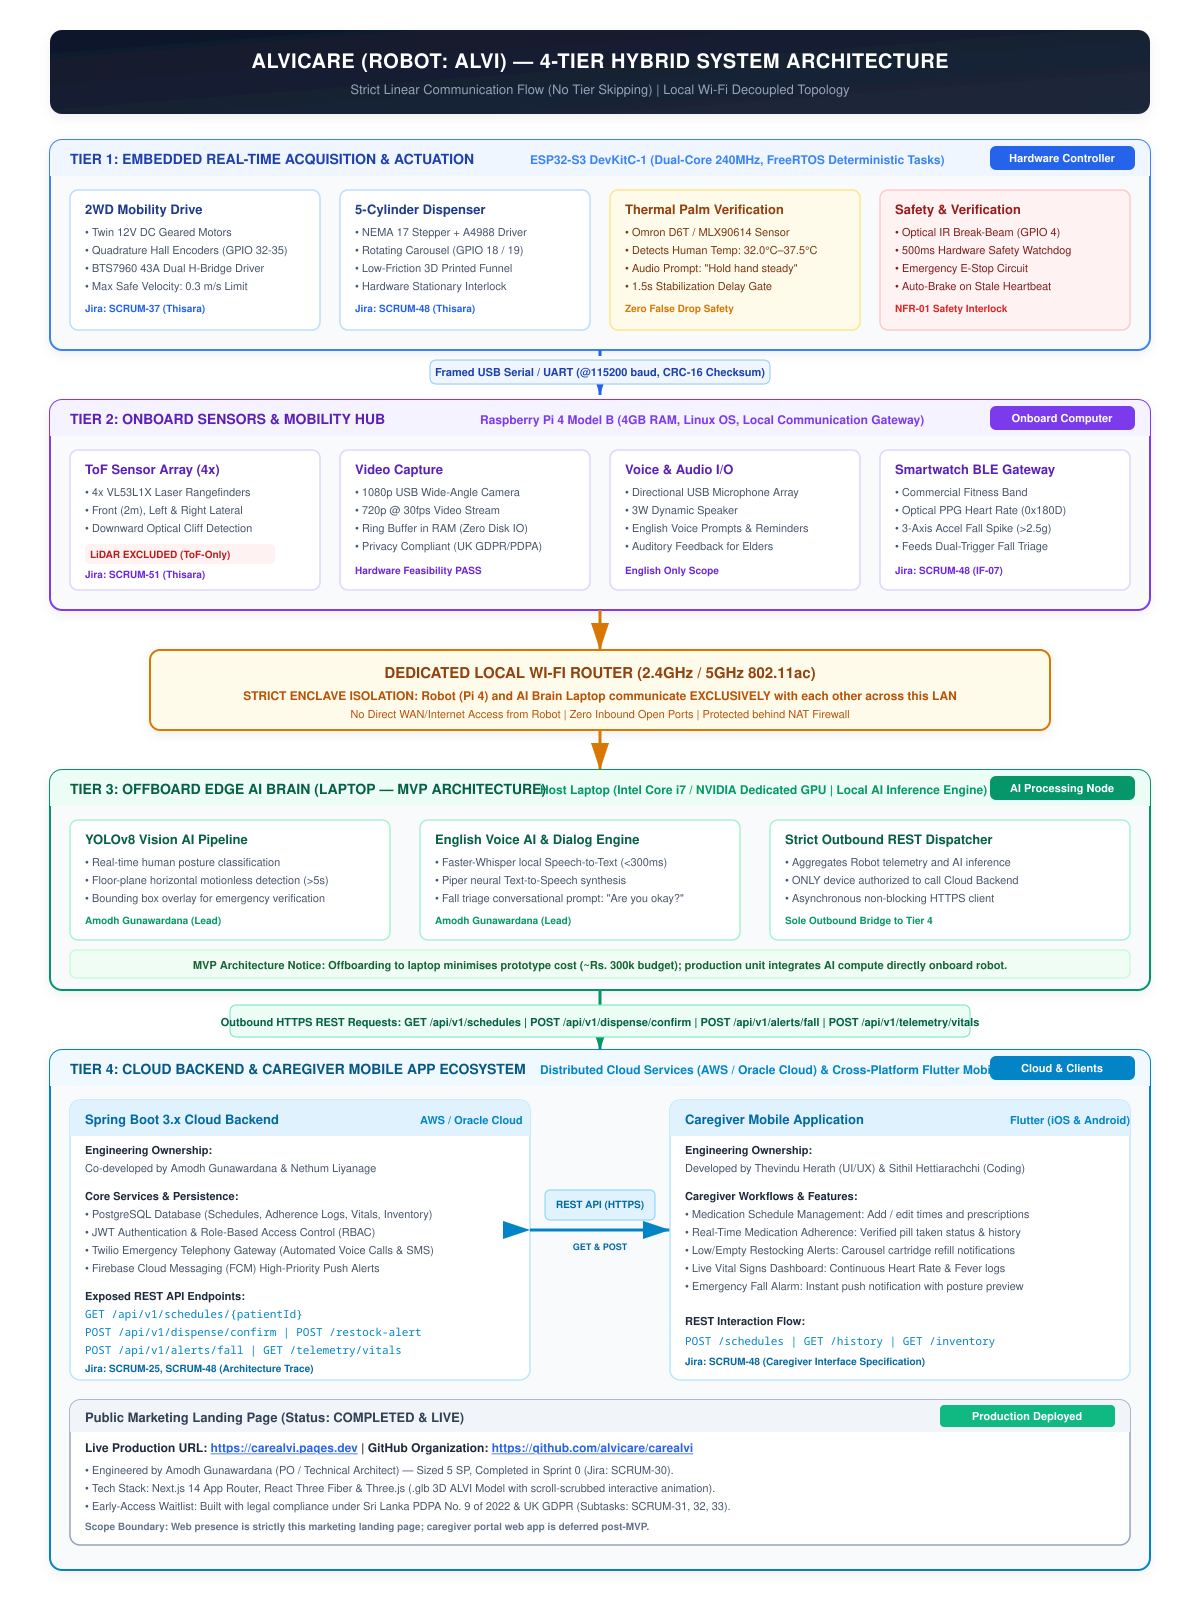 ALVICARE (ROBOT: ALVI) — 4-TIER HYBRID SYSTEM ARCHITECTURE
Strict Linear Communication Flow (No Tier Skipping) | Local Wi-Fi Decoupled Topology
TIER 1: EMBEDDED REAL-TIME ACQUISITION & ACTUATION
ESP32-S3 DevKitC-1 (Dual-Core 240MHz, FreeRTOS Deterministic Tasks)
Hardware Controller
2WD Mobility Drive
• Twin 12V DC Geared Motors
• Quadrature Hall Encoders (GPIO 32-35)
• BTS7960 43A Dual H-Bridge Driver
• Max Safe Velocity: 0.3 m/s Limit
Jira: SCRUM-37 (Thisara)
5-Cylinder Dispenser
• NEMA 17 Stepper + A4988 Driver
• Rotating Carousel (GPIO 18 / 19)
• Low-Friction 3D Printed Funnel
• Hardware Stationary Interlock
Jira: SCRUM-48 (Thisara)
Thermal Palm Verification
• Omron D6T / MLX90614 Sensor
• Detects Human Temp: 32.0°C–37.5°C
• Audio Prompt: "Hold hand steady"
• 1.5s Stabilization Delay Gate
Zero False Drop Safety
Safety & Verification
• Optical IR Break-Beam (GPIO 4)
• 500ms Hardware Safety Watchdog
• Emergency E-Stop Circuit
• Auto-Brake on Stale Heartbeat
NFR-01 Safety Interlock
Framed USB Serial / UART (@115200 baud, CRC-16 Checksum)
TIER 2: ONBOARD SENSORS & MOBILITY HUB
Raspberry Pi 4 Model B (4GB RAM, Linux OS, Local Communication Gateway)
Onboard Computer
ToF Sensor Array (4x)
• 4x VL53L1X Laser Rangefinders
• Front (2m), Left & Right Lateral
• Downward Optical Cliff Detection
LiDAR EXCLUDED (ToF-Only)
Jira: SCRUM-51 (Thisara)
Video Capture
• 1080p USB Wide-Angle Camera
• 720p @ 30fps Video Stream
• Ring Buffer in RAM (Zero Disk IO)
• Privacy Compliant (UK GDPR/PDPA)
Hardware Feasibility PASS
Voice & Audio I/O
• Directional USB Microphone Array
• 3W Dynamic Speaker
• English Voice Prompts & Reminders
• Auditory Feedback for Elders
English Only Scope
Smartwatch BLE Gateway
• Commercial Fitness Band
• Optical PPG Heart Rate (0x180D)
• 3-Axis Accel Fall Spike (>2.5g)
• Feeds Dual-Trigger Fall Triage
Jira: SCRUM-48 (IF-07)
DEDICATED LOCAL WI-FI ROUTER (2.4GHz / 5GHz 802.11ac)
STRICT ENCLAVE ISOLATION: Robot (Pi 4) and AI Brain Laptop communicate EXCLUSIVELY with each other across this LAN
No Direct WAN/Internet Access from Robot | Zero Inbound Open Ports | Protected behind NAT Firewall
TIER 3: OFFBOARD EDGE AI BRAIN (LAPTOP — MVP ARCHITECTURE)
Host Laptop (Intel Core i7 / NVIDIA Dedicated GPU | Local AI Inference Engine)
AI Processing Node
YOLOv8 Vision AI Pipeline
• Real-time human posture classification
• Floor-plane horizontal motionless detection (>5s)
• Bounding box overlay for emergency verification
Amodh Gunawardana (Lead)
English Voice AI & Dialog Engine
• Faster-Whisper local Speech-to-Text (<300ms)
• Piper neural Text-to-Speech synthesis
• Fall triage conversational prompt: "Are you okay?"
Amodh Gunawardana (Lead)
Strict Outbound REST Dispatcher
• Aggregates Robot telemetry and AI inference
• ONLY device authorized to call Cloud Backend
• Asynchronous non-blocking HTTPS client
Sole Outbound Bridge to Tier 4
MVP Architecture Notice: Offboarding to laptop minimises prototype cost (~Rs. 300k budget); production unit integrates AI compute directly onboard robot.
Outbound HTTPS REST Requests: GET /api/v1/schedules | POST /api/v1/dispense/confirm | POST /api/v1/alerts/fall | POST /api/v1/telemetry/vitals
TIER 4: CLOUD BACKEND & CAREGIVER MOBILE APP ECOSYSTEM
Distributed Cloud Services (AWS / Oracle Cloud) & Cross-Platform Flutter Mobi
Cloud & Clients
Spring Boot 3.x Cloud Backend
AWS / Oracle Cloud
Engineering Ownership:
Co-developed by Amodh Gunawardana & Nethum Liyanage
Core Services & Persistence:
• PostgreSQL Database (Schedules, Adherence Logs, Vitals, Inventory)
• JWT Authentication & Role-Based Access Control (RBAC)
• Twilio Emergency Telephony Gateway (Automated Voice Calls & SMS)
• Firebase Cloud Messaging (FCM) High-Priority Push Alerts
Exposed REST API Endpoints:
GET /api/v1/schedules/{patientId}
POST /api/v1/dispense/confirm | POST /restock-alert
POST /api/v1/alerts/fall | GET /telemetry/vitals
Jira: SCRUM-25, SCRUM-48 (Architecture Trace)
REST API (HTTPS)
GET & POST
Caregiver Mobile Application
Flutter (iOS & Android)
Engineering Ownership:
Developed by Thevindu Herath (UI/UX) & Sithil Hettiarachchi (Coding)
Caregiver Workflows & Features:
• Medication Schedule Management: Add / edit times and prescriptions
• Real-Time Medication Adherence: Verified pill taken status & history
• Low/Empty Restocking Alerts: Carousel cartridge refill notifications
• Live Vital Signs Dashboard: Continuous Heart Rate & Fever logs
• Emergency Fall Alarm: Instant push notification with posture preview
REST Interaction Flow:
POST /schedules | GET /history | GET /inventory
Jira: SCRUM-48 (Caregiver Interface Specification)
Public Marketing Landing Page (Status: COMPLETED & LIVE)
Production Deployed
Live Production URL: https://carealvi.pages.dev | GitHub Organization: https://github.com/alvicare/carealvi
• Engineered by Amodh Gunawardana (PO / Technical Architect) — Sized 5 SP, Completed in Sprint 0 (Jira: SCRUM-30).
• Tech Stack: Next.js 14 App Router, React Three Fiber & Three.js (.glb 3D ALVI Model with scroll-scrubbed interactive animation).
• Early-Access Waitlist: Built with legal compliance under Sri Lanka PDPA No. 9 of 2022 & UK GDPR (Subtasks: SCRUM-31, 32, 33).
Scope Boundary: Web presence is strictly this marketing landing page; caregiver portal web app is deferred post-MVP.